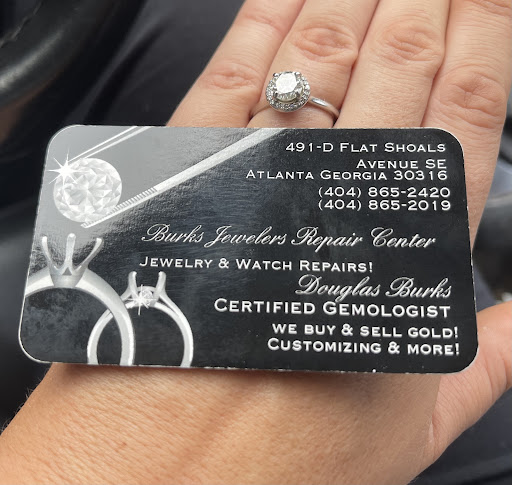 491-D Flat Shoals
Avenue SE
Atlanta Georgia 30316
(404) 865-2420
(404) 865-2019
Burks Jewelers Repair Center
Jewelry & Watch Repairs!
Douglas Burks
Certified Gemologist
we buy & sell gold!
Customizing & more!